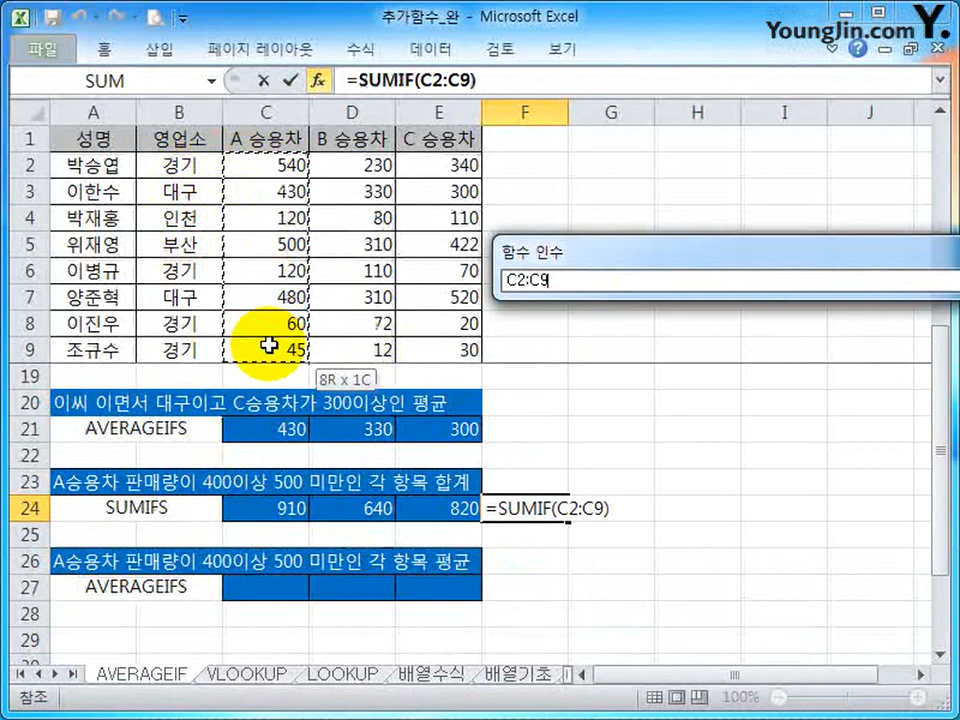 추가함수_완 - Microsoft Excel
YoungJin.com Y.
파일 홈 삽입 페이지 레이아웃 수식 데이터 검토 보기
SUM fx =SUMIF(C2:C9)
A B C D E F G H I J
1 성명 영업소 A 승용차 B 승용차 C 승용차
2 박승엽 경기 540 230 340
3 이한수 대구 430 330 300
4 박재홍 인천 120 80 110
5 위재영 부산 500 310 422
6 이병규 경기 120 110 70
7 양준혁 대구 480 310 520
8 이진우 경기 60 72 20
9 조규수 경기 45 12 30
함수 인수
C2:C9
8R x 1C
19
20 이씨 이면서 대구이고 C승용차가 300이상인 평균
21 AVERAGEIFS 430 330 300
22
23 A승용차 판매량이 400이상 500 미만인 각 항목 합계
24 SUMIFS 910 640 820 =SUMIF(C2:C9)
25
26 A승용차 판매량이 400이상 500 미만인 각 항목 평균
27 AVERAGEIFS
28
29
AVERAGEIF VLOOKUP LOOKUP 배열수식 배열기초
참조 100%